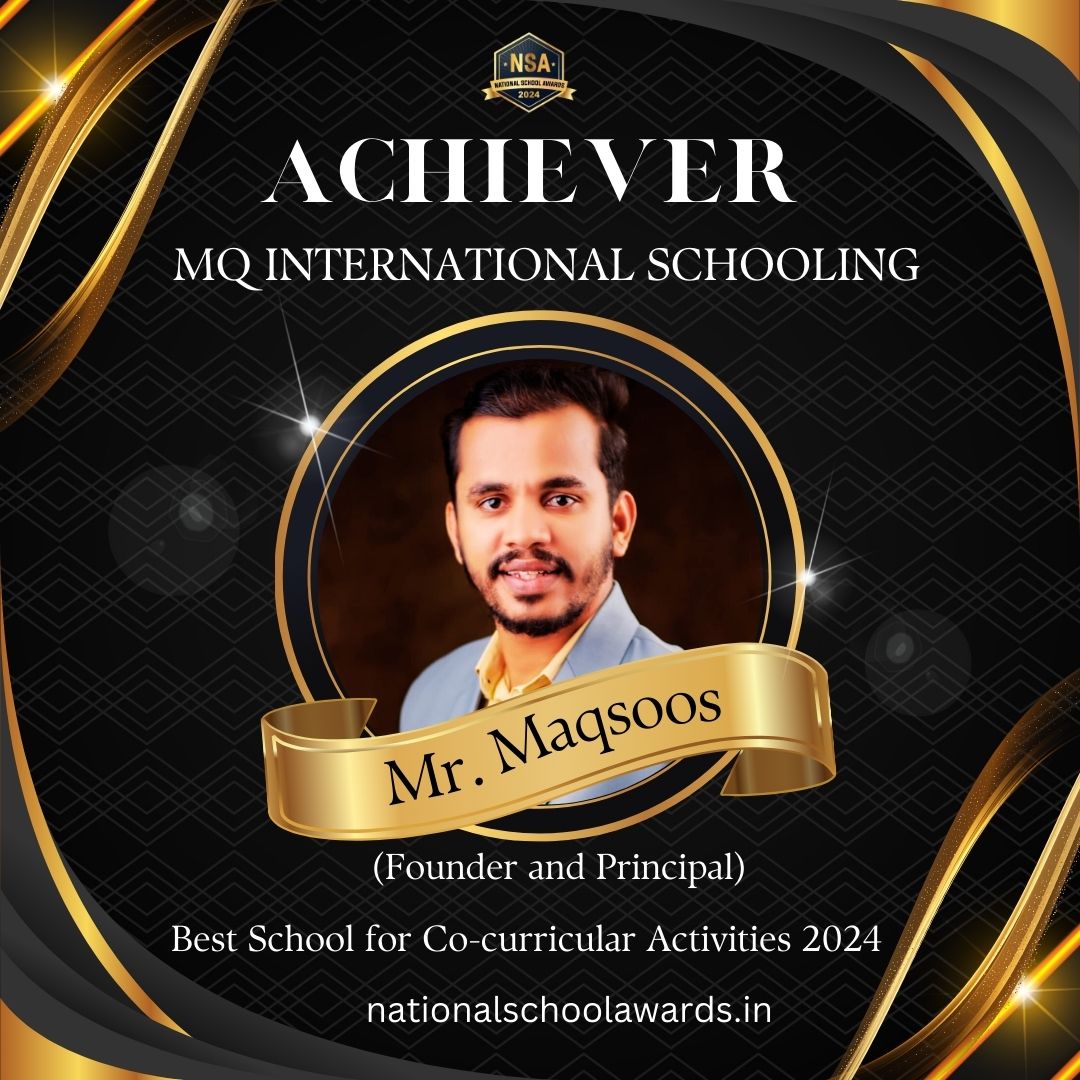 NSA
NATIONAL SCHOOL AWARDS
2024
ACHIEVER
MQ INTERNATIONAL SCHOOLING
Mr. Maqsoos
(Founder and Principal)
Best School for Co-curricular Activities 2024
nationalschoolawards.in